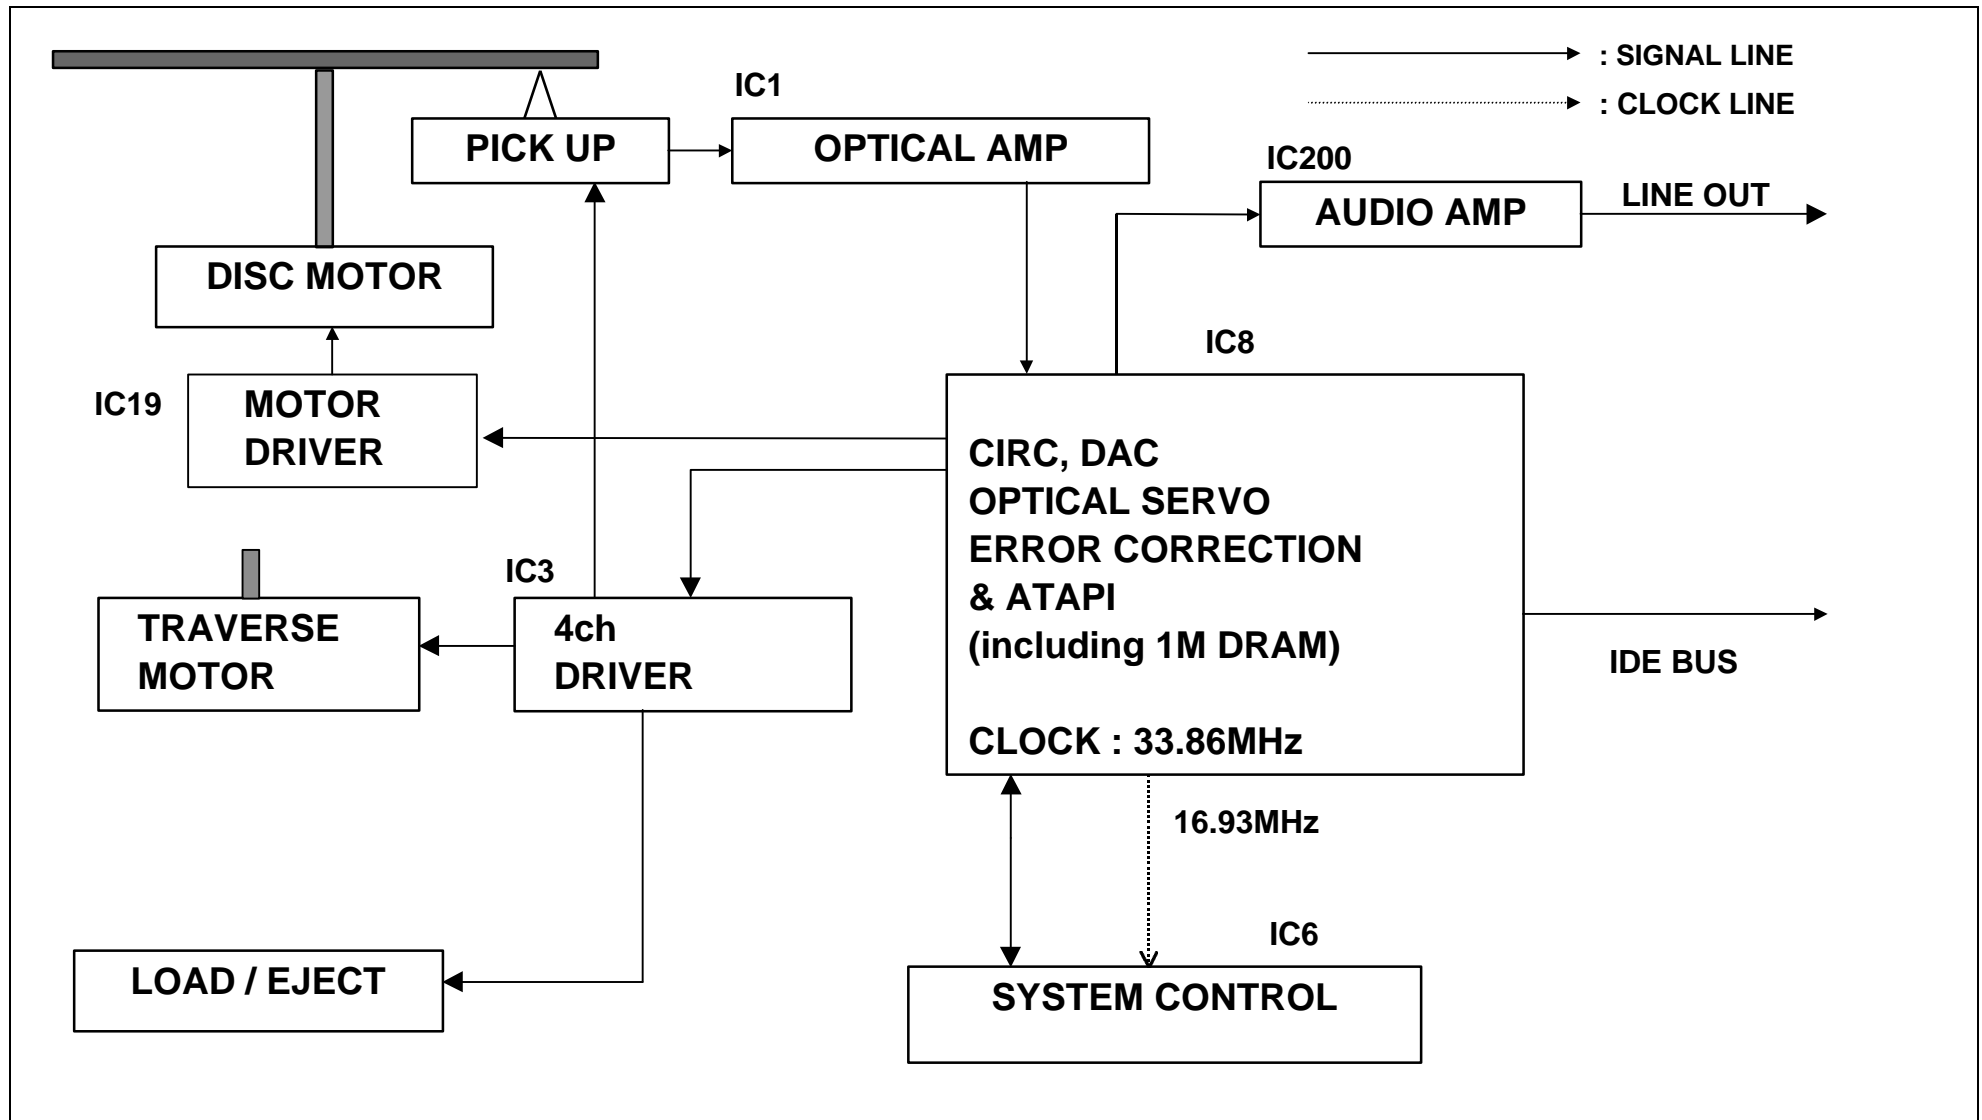 : SIGNAL LINE
: CLOCK LINE
IC1
PICK UP
OPTICAL AMP
IC200
AUDIO AMP
LINE OUT
DISC MOTOR
IC8
IC19
MOTOR
DRIVER
CIRC, DAC
OPTICAL SERVO
ERROR CORRECTION
& ATAPI
(including 1M DRAM)
CLOCK : 33.86MHz
IC3
TRAVERSE
MOTOR
4ch
DRIVER
IDE BUS
16.93MHz
IC6
LOAD / EJECT
SYSTEM CONTROL